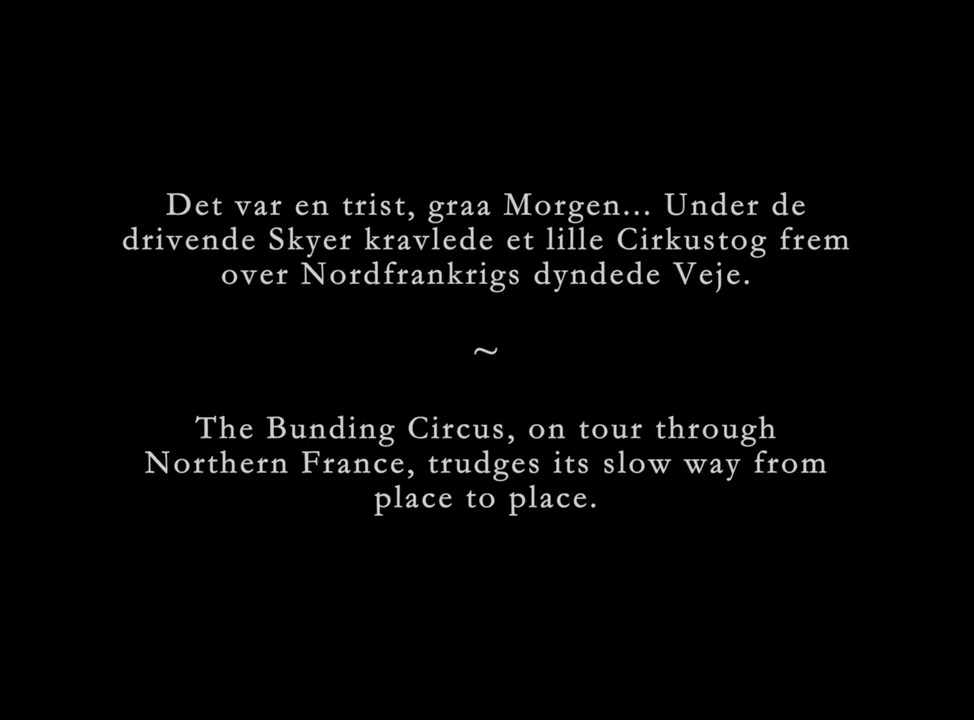 Det var en trist, graa Morgen... Under de
drivende Skyer kravlede et lille Cirkustog frem
over Nordfrankrigs dyndede Veje.
~
The Bunding Circus, on tour through
Northern France, trudges its slow way from
place to place.